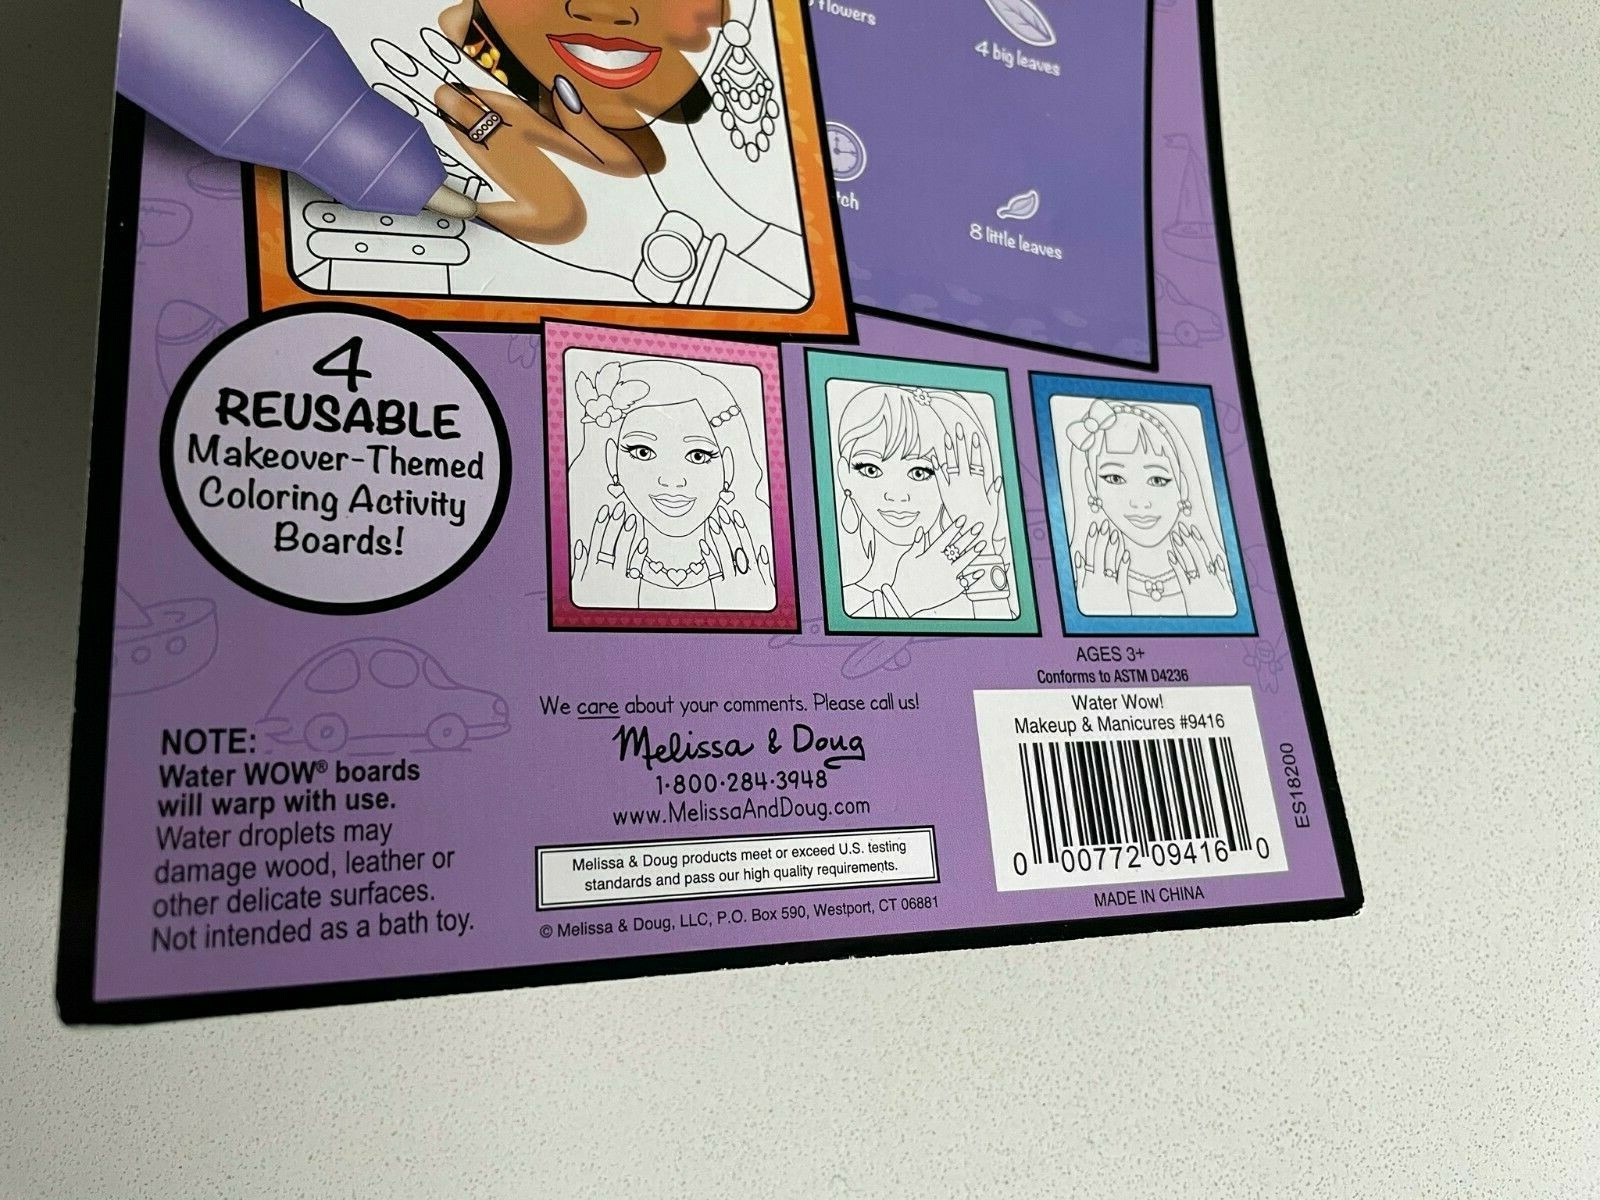 flowers
4 big leaves
8 little leaves
4
REUSABLE
Makeover-Themed
Coloring Activity
Boards!
NOTE:
Water WOW® boards
will warp with use.
Water droplets may
damage wood, leather or
other delicate surfaces.
Not intended as a bath toy.
We care about your comments. Please call us!
Melissa & Doug
1·800·284·3948
www.MelissaAndDoug.com
Melissa & Doug products meet or exceed U.S. testing
standards and pass our high quality requirements.
© Melissa & Doug, LLC, P.O. Box 590, Westport, CT 06881
AGES 3+
Conforms to ASTM D4236
Water Wow!
Makeup & Manicures #9416
0 00772 09416 0
MADE IN CHINA
ES18200